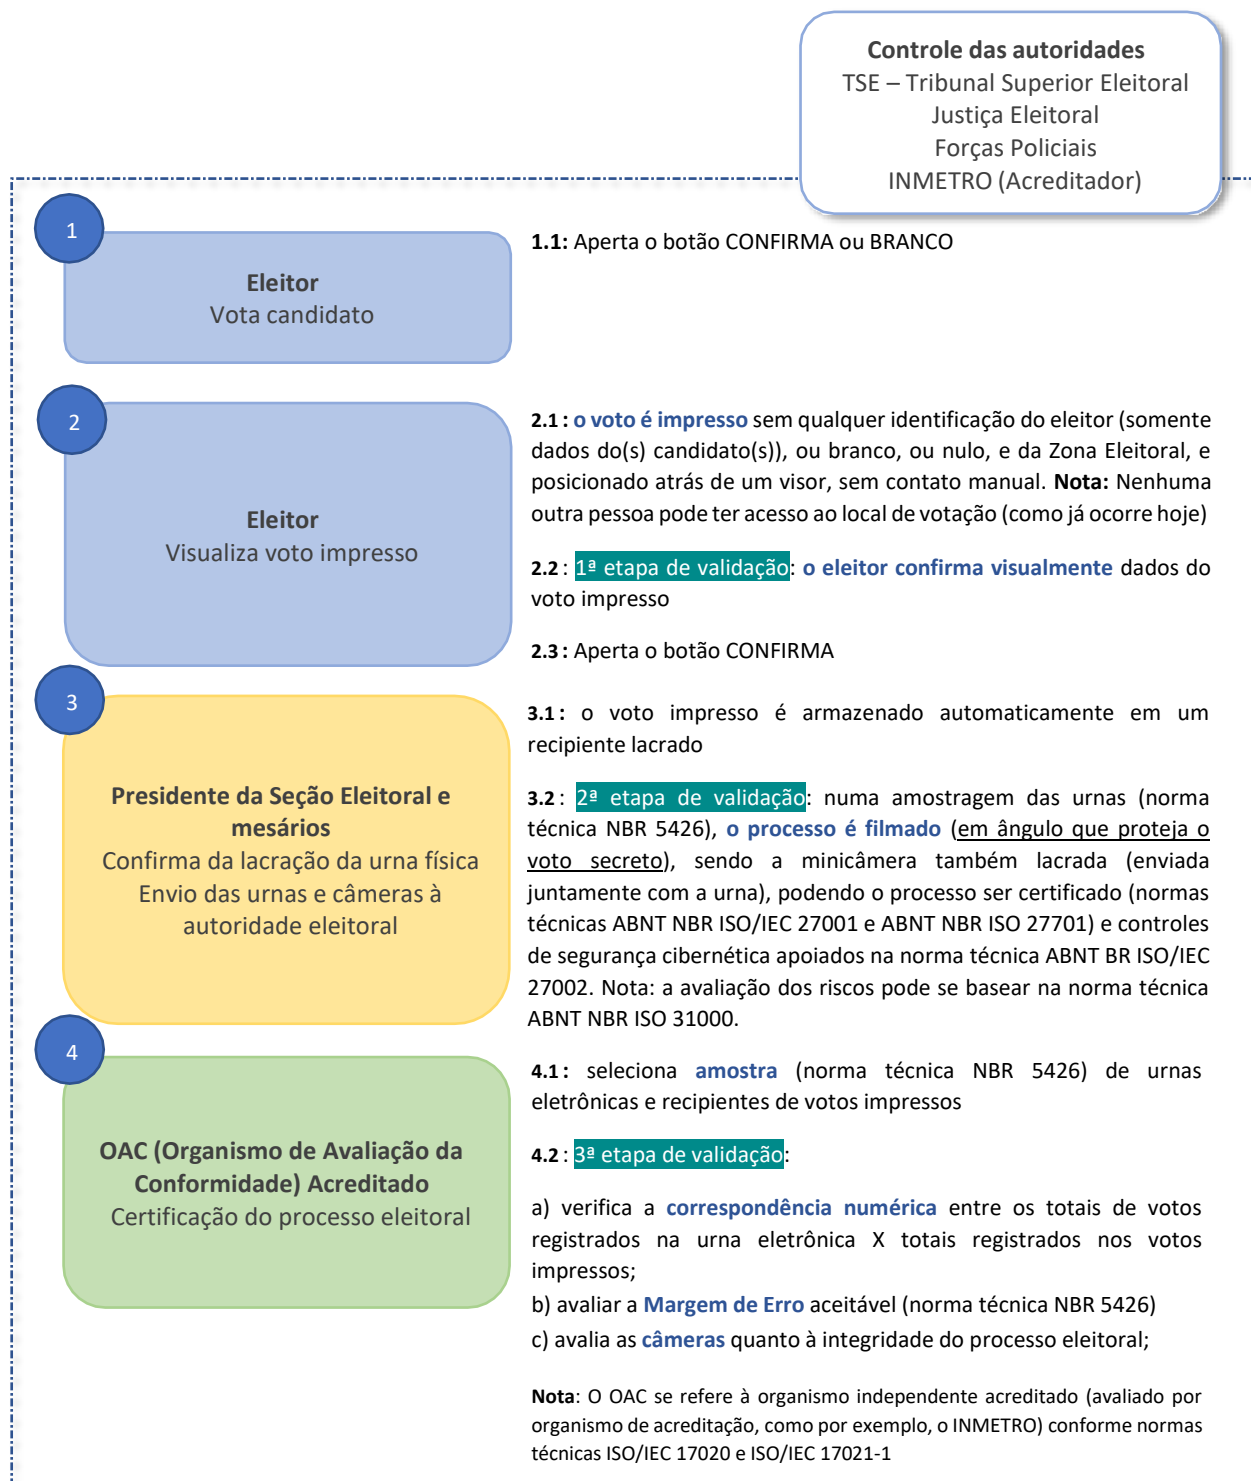 Controle das autoridades
TSE – Tribunal Superior Eleitoral
Justiça Eleitoral
Forças Policiais
INMETRO (Acreditador)
1
Eleitor
Vota candidato
1.1: Aperta o botão CONFIRMA ou BRANCO
2
Eleitor
Visualiza voto impresso
2.1 : o voto é impresso sem qualquer identificação do eleitor (somente
dados do(s) candidato(s)), ou branco, ou nulo, e da Zona Eleitoral, e
posicionado atrás de um visor, sem contato manual. Nota: Nenhuma
outra pessoa pode ter acesso ao local de votação (como já ocorre hoje)
2.2 : 1ª etapa de validação: o eleitor confirma visualmente dados do
voto impresso
2.3 : Aperta o botão CONFIRMA
3
Presidente da Seção Eleitoral e
mesários
Confirma da lacração da urna física
Envio das urnas e câmeras à
autoridade eleitoral
3.1 : o voto impresso é armazenado automaticamente em um
recipiente lacrado
3.2 : 2ª etapa de validação: numa amostragem das urnas (norma
técnica NBR 5426), o processo é filmado (em ângulo que proteja o
voto secreto), sendo a minicâmera também lacrada (enviada
juntamente com a urna), podendo o processo ser certificado (normas
técnicas ABNT NBR ISO/IEC 27001 e ABNT NBR ISO 27701) e controles
de segurança cibernética apoiados na norma técnica ABNT BR ISO/IEC
27002. Nota: a avaliação dos riscos pode se basear na norma técnica
ABNT NBR ISO 31000.
4
OAC (Organismo de Avaliação da
Conformidade) Acreditado
Certificação do processo eleitoral
4.1 : seleciona amostra (norma técnica NBR 5426) de urnas
eletrônicas e recipientes de votos impressos
4.2 : 3ª etapa de validação:
a) verifica a correspondência numérica entre os totais de votos
registrados na urna eletrônica X totais registrados nos votos
impressos;
b) avaliar a Margem de Erro aceitável (norma técnica NBR 5426)
c) avalia as câmeras quanto à integridade do processo eleitoral;
Nota: O OAC se refere à organismo independente acreditado (avaliado por
organismo de acreditação, como por exemplo, o INMETRO) conforme normas
técnicas ISO/IEC 17020 e ISO/IEC 17021-1